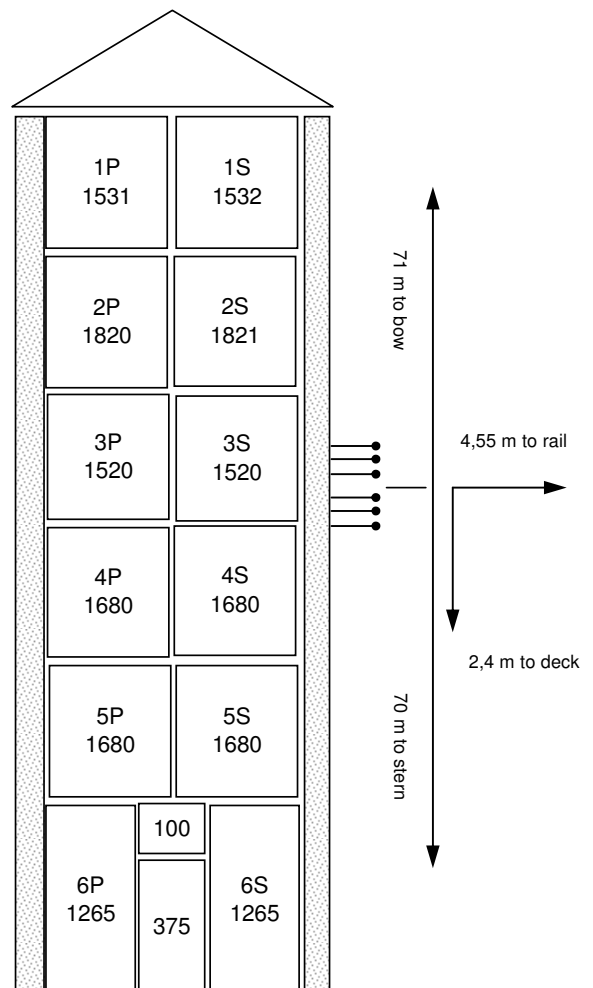 1P
1531
1S
1532
2P
1820
2S
1821
71 m to bow
3P
1520
3S
1520
4,55 m to rail
4P
1680
4S
1680
2,4 m to deck
5P
1680
5S
1680
70 m to stern
100
6P
1265
375
6S
1265